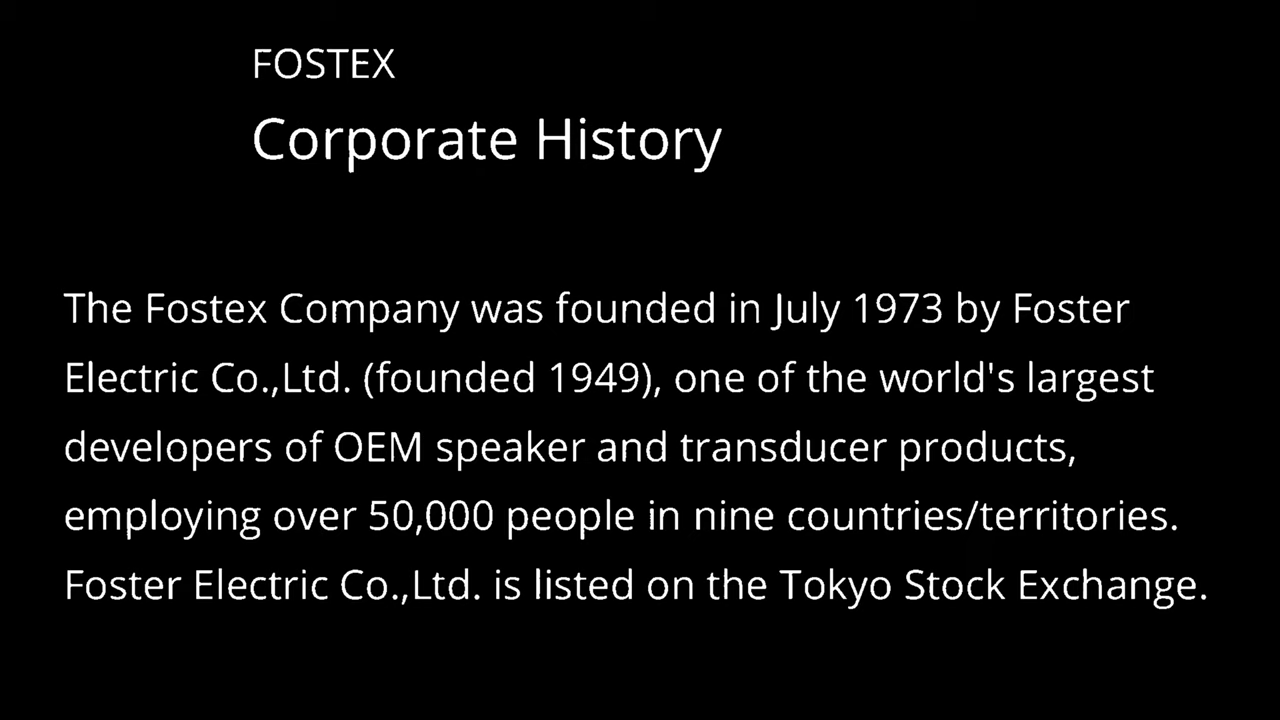 FOSTEX
Corporate History
The Fostex Company was founded in July 1973 by Foster
Electric Co.,Ltd. (founded 1949), one of the world's largest
developers of OEM speaker and transducer products,
employing over 50,000 people in nine countries/territories.
Foster Electric Co.,Ltd. is listed on the Tokyo Stock Exchange.